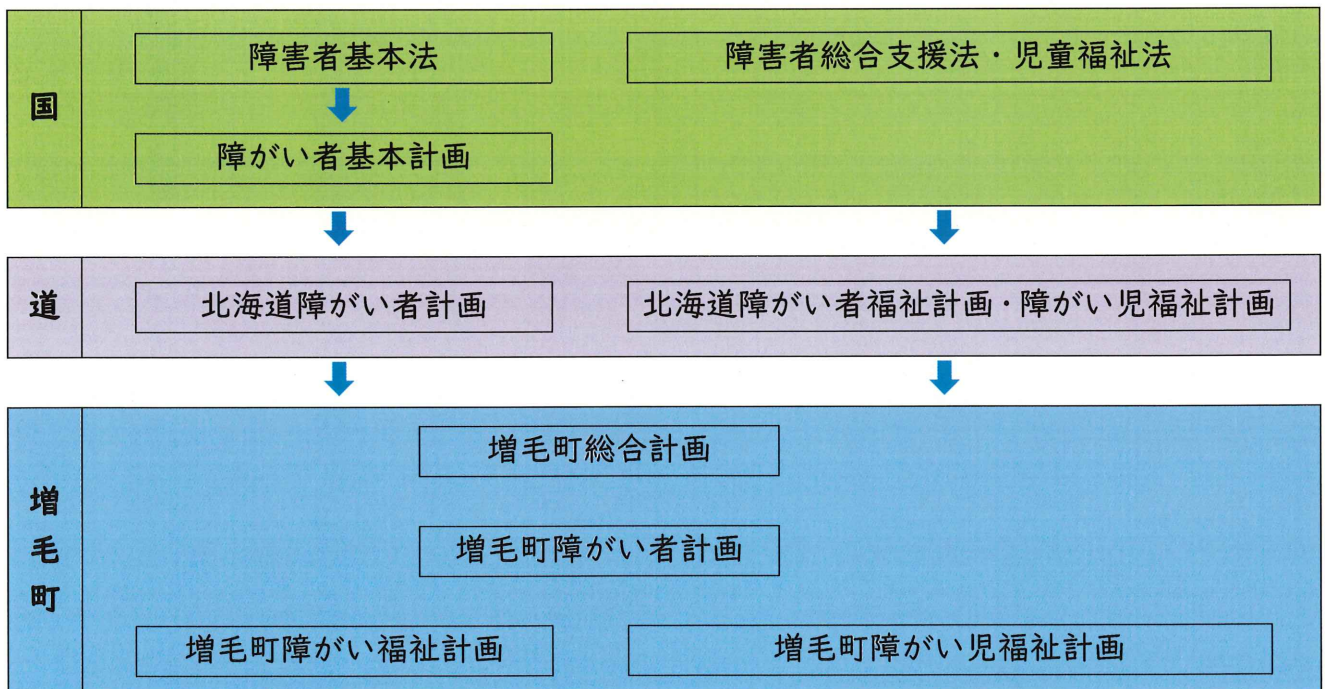 国
障害者基本法
障害者総合支援法・児童福祉法
障がい者基本計画
道
北海道障がい者計画
北海道障がい者福祉計画・障がい児福祉計画
増毛町
増毛町総合計画
増毛町障がい者計画
増毛町障がい福祉計画
増毛町障がい児福祉計画